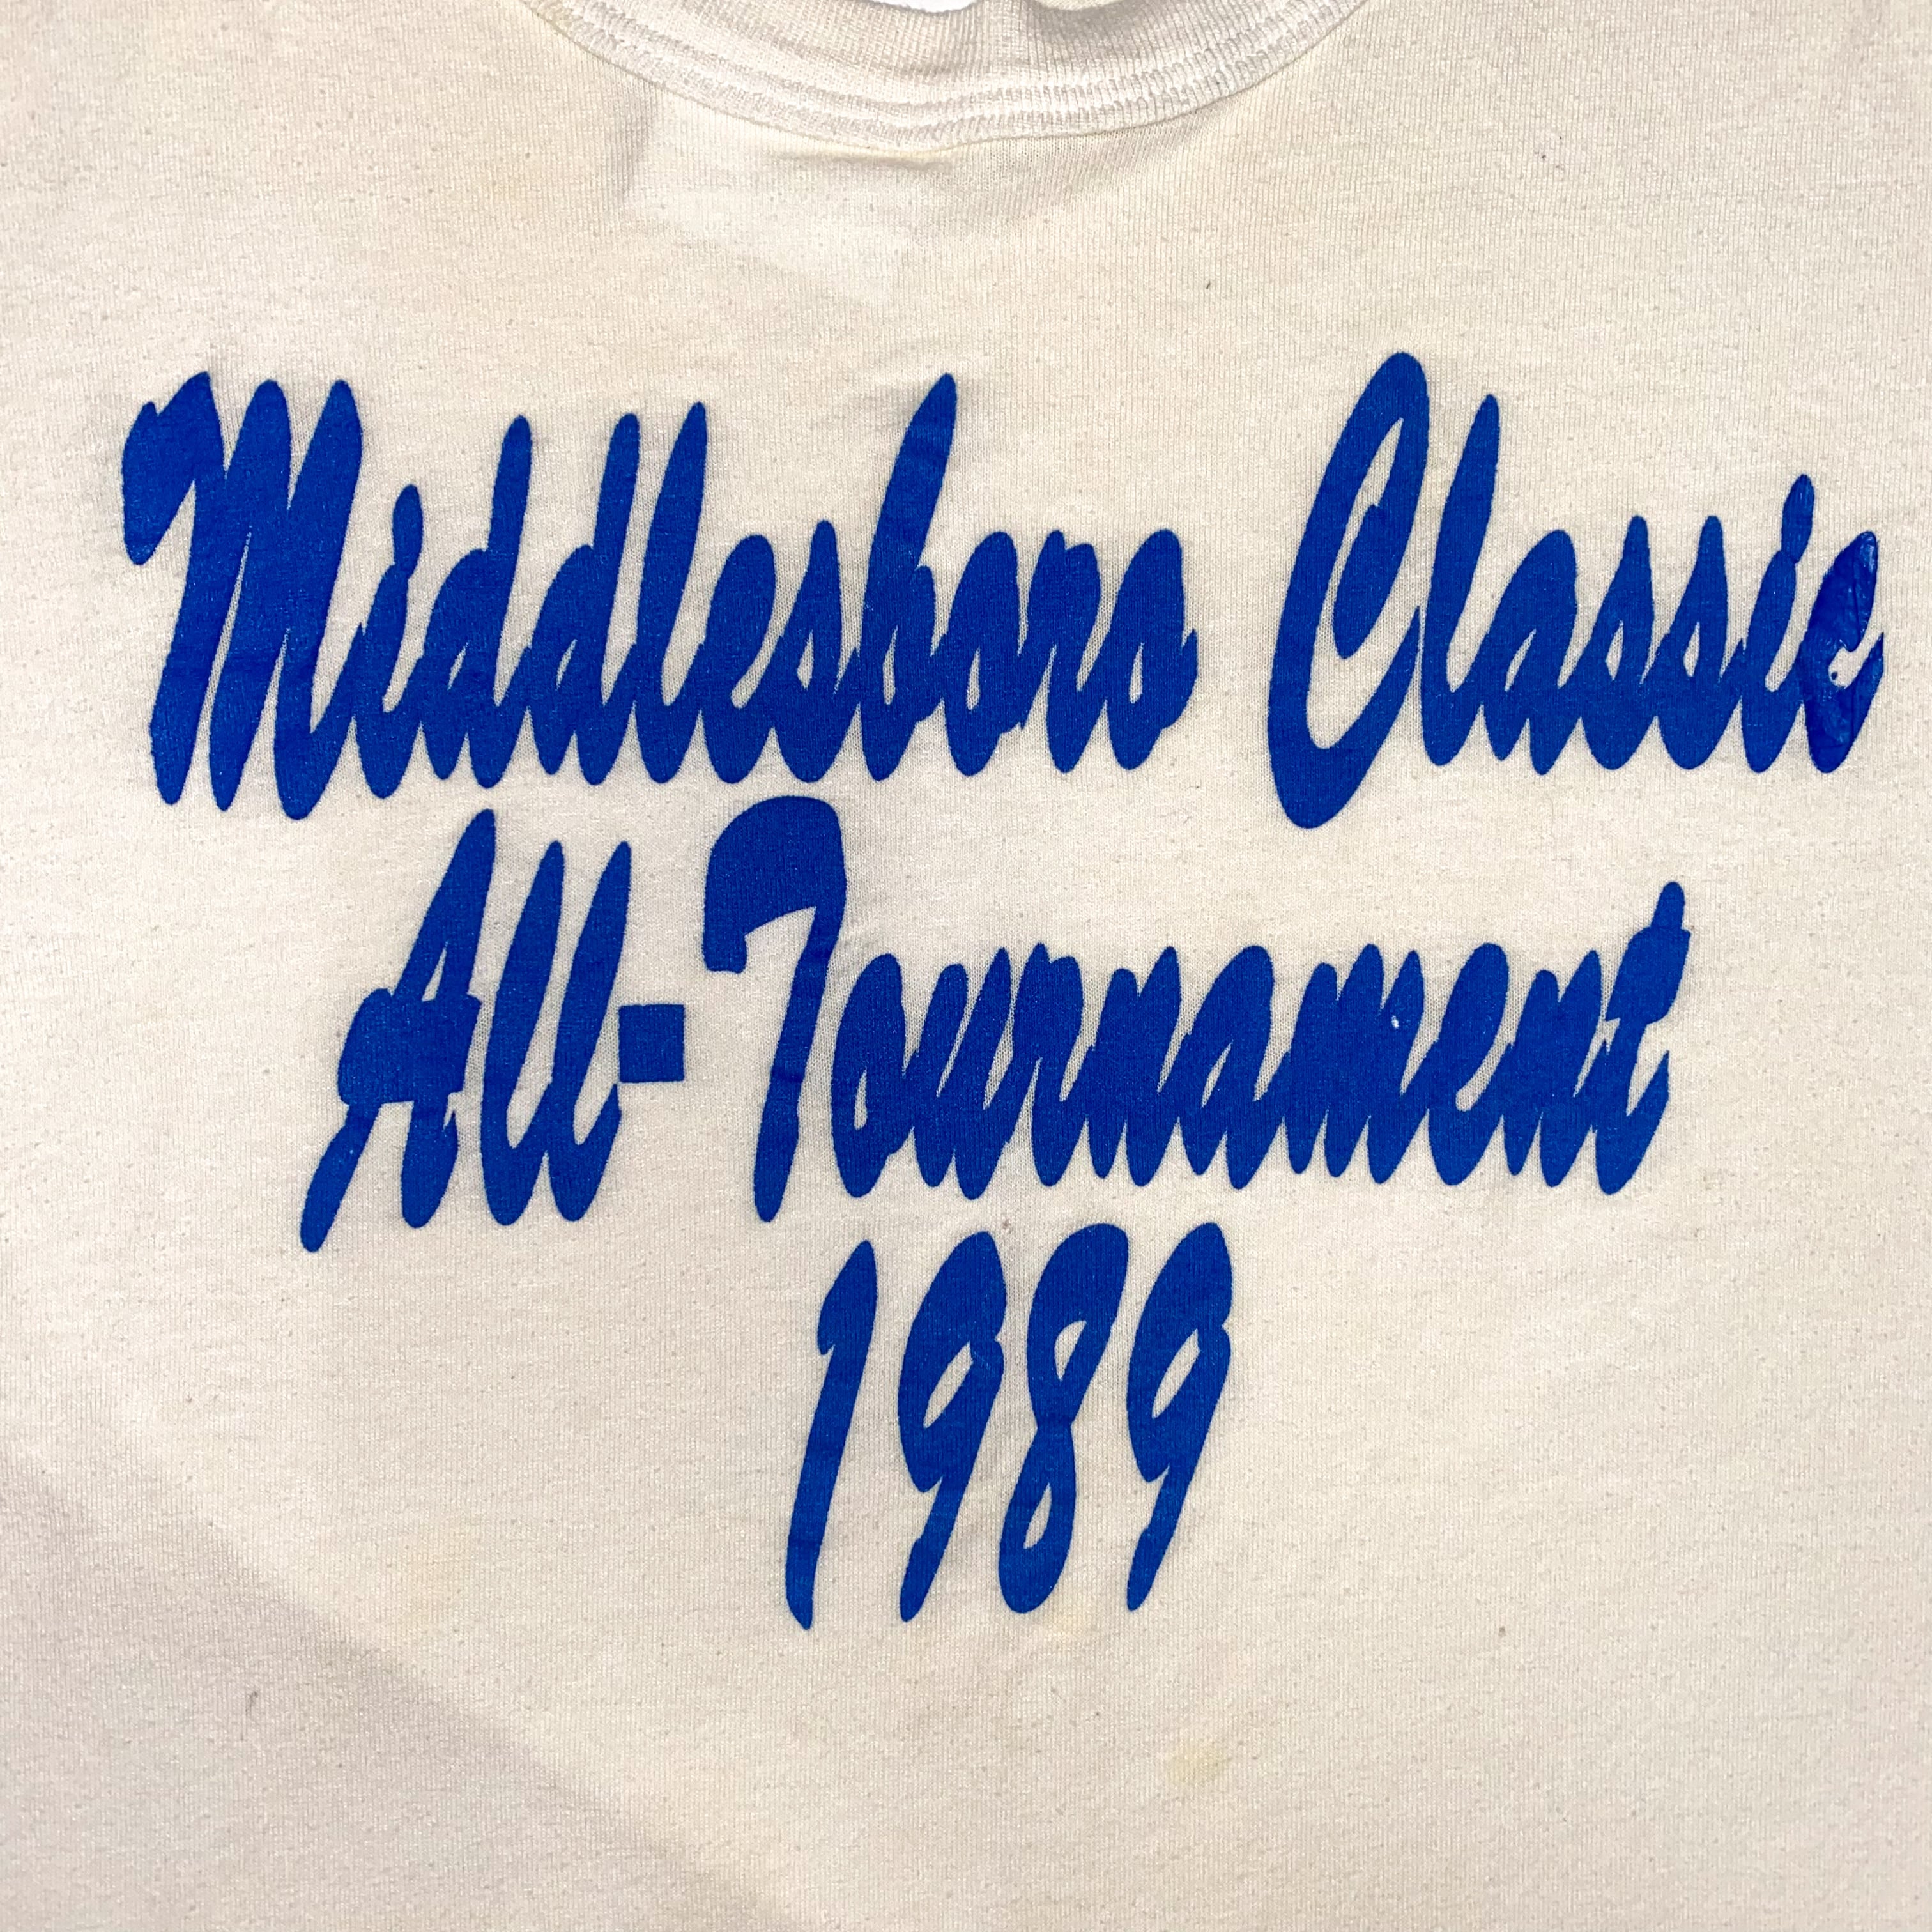 Middlesboro Classic
All-Tournament
1989